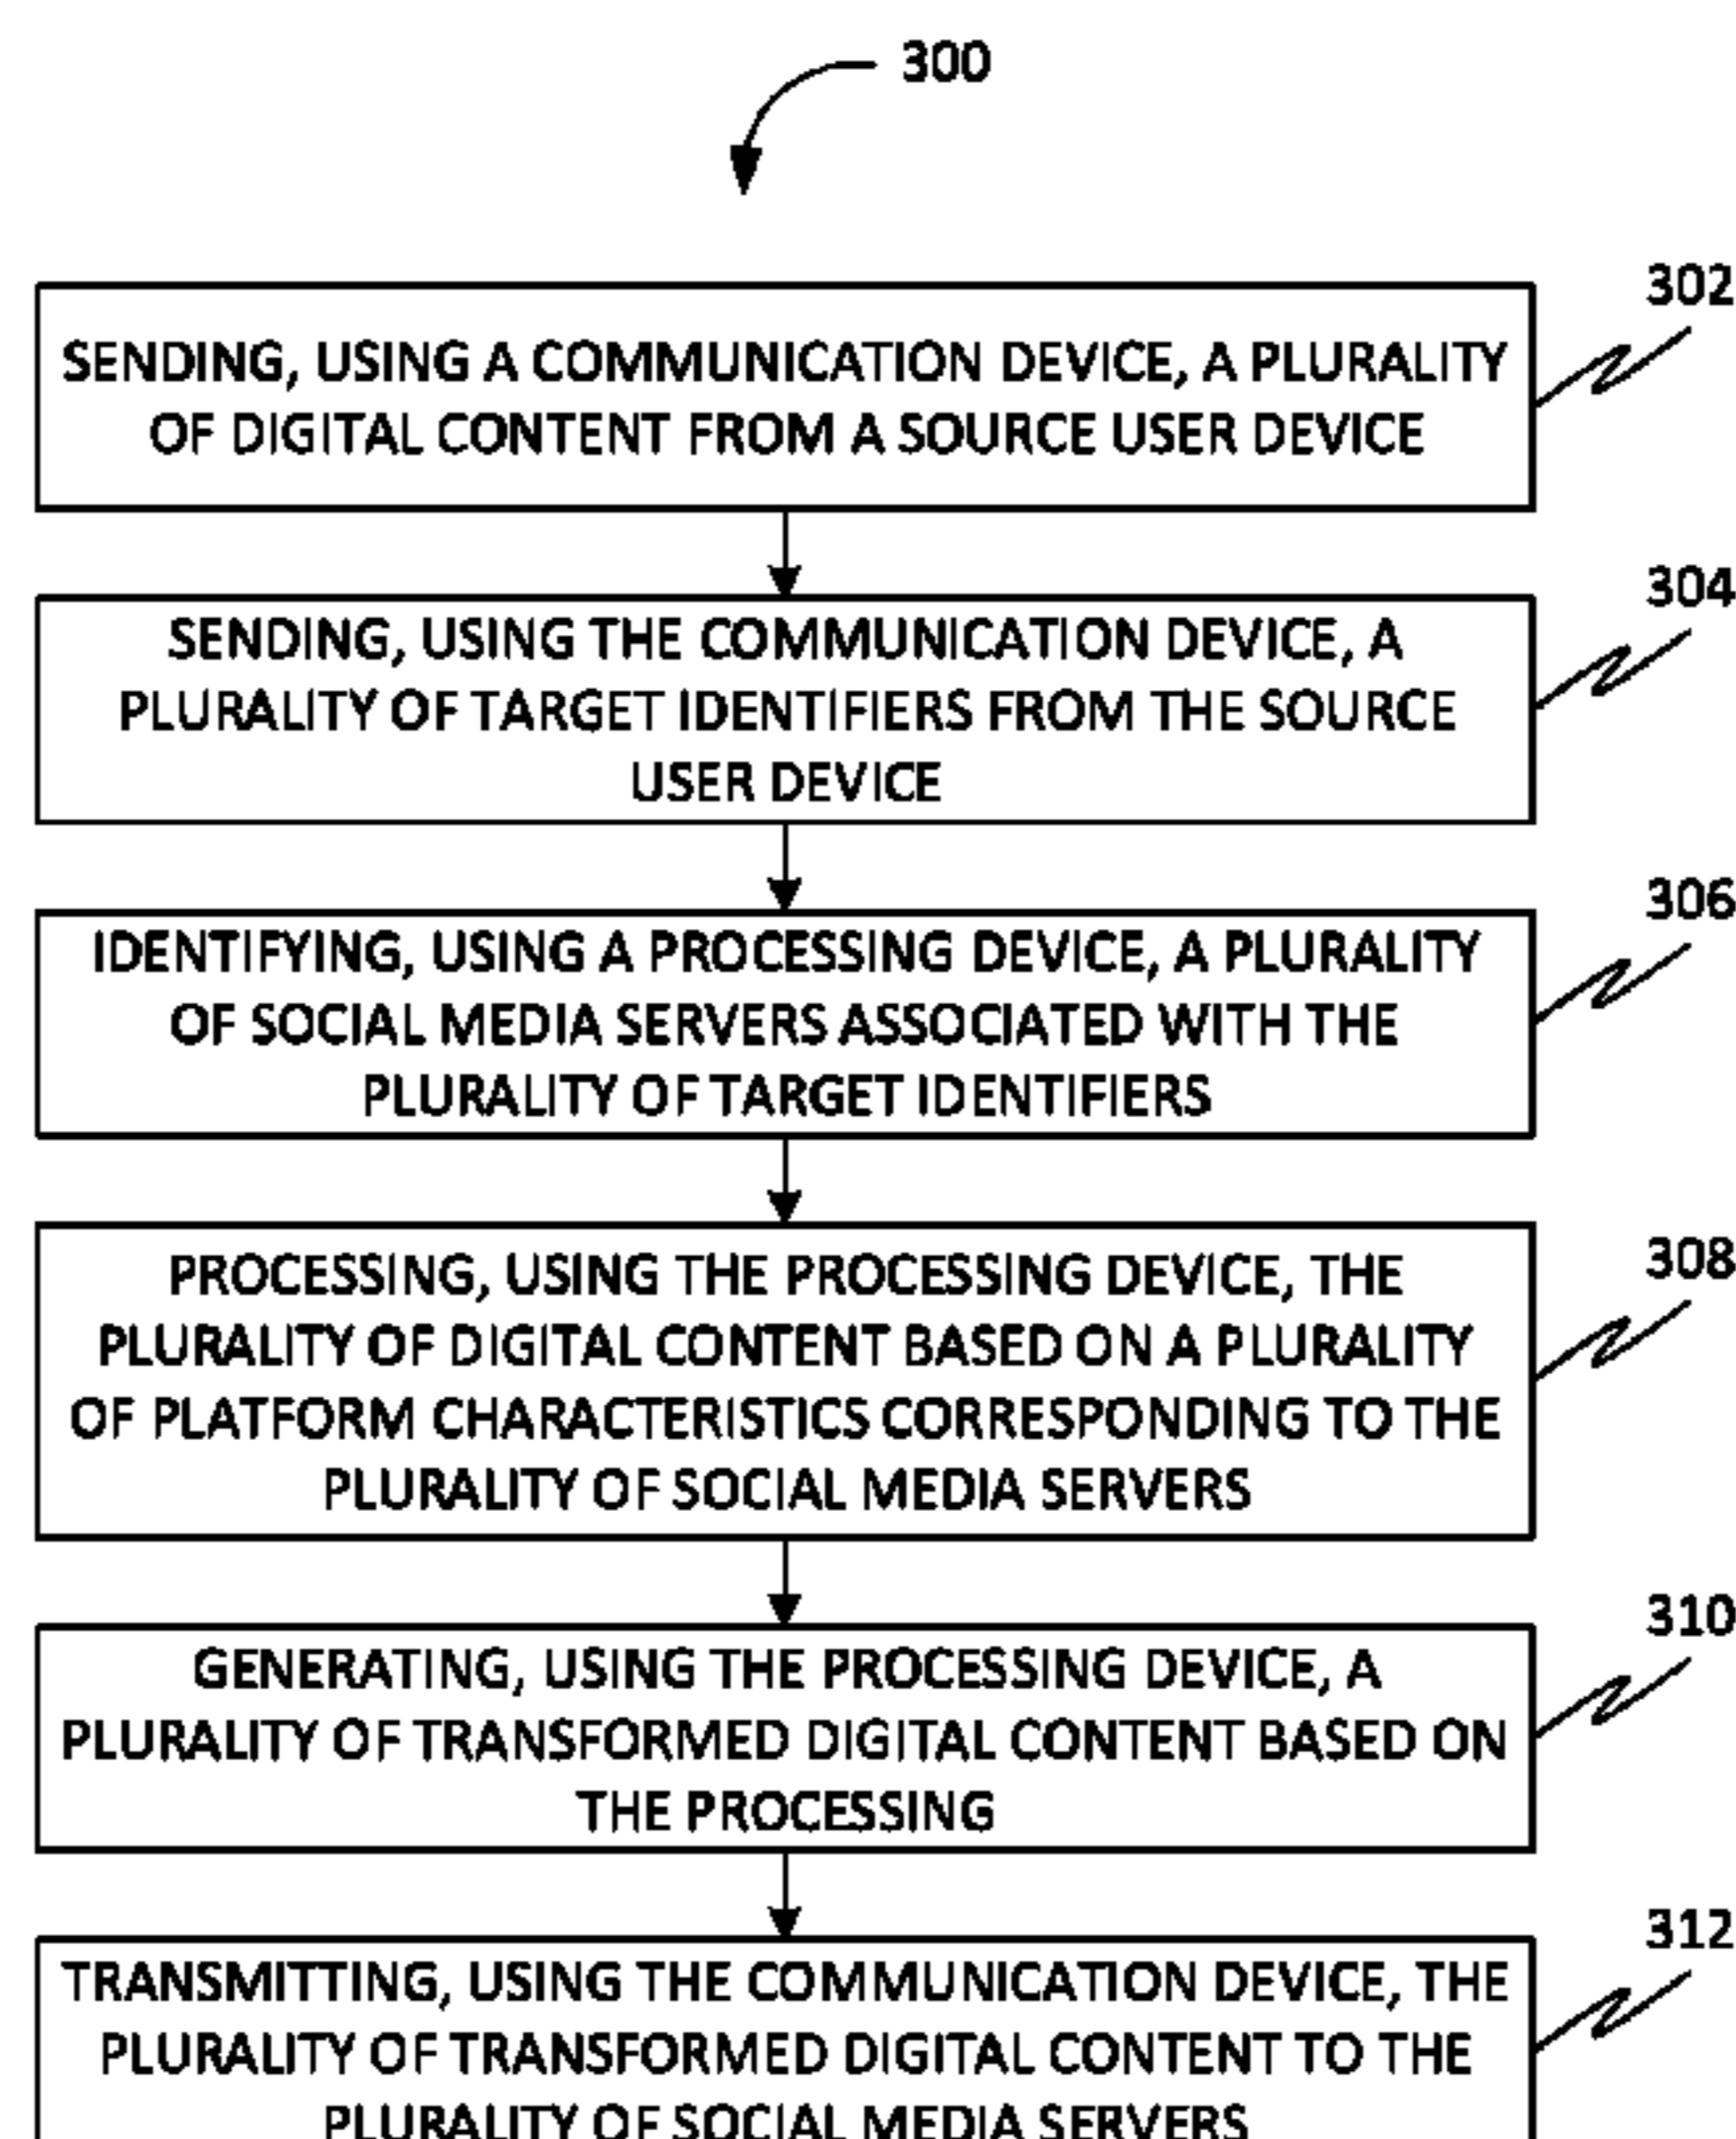 300
302
SENDING, USING A COMMUNICATION DEVICE, A PLURALITY
OF DIGITAL CONTENT FROM A SOURCE USER DEVICE
304
SENDING, USING THE COMMUNICATION DEVICE, A
PLURALITY OF TARGET IDENTIFIERS FROM THE SOURCE
USER DEVICE
306
IDENTIFYING, USING A PROCESSING DEVICE, A PLURALITY
OF SOCIAL MEDIA SERVERS ASSOCIATED WITH THE
PLURALITY OF TARGET IDENTIFIERS
308
PROCESSING, USING THE PROCESSING DEVICE, THE
PLURALITY OF DIGITAL CONTENT BASED ON A PLURALITY
OF PLATFORM CHARACTERISTICS CORRESPONDING TO THE
PLURALITY OF SOCIAL MEDIA SERVERS
310
GENERATING, USING THE PROCESSING DEVICE, A
PLURALITY OF TRANSFORMED DIGITAL CONTENT BASED ON
THE PROCESSING
312
TRANSMITTING, USING THE COMMUNICATION DEVICE, THE
PLURALITY OF TRANSFORMED DIGITAL CONTENT TO THE
PLURALITY OF SOCIAL MEDIA SERVERS